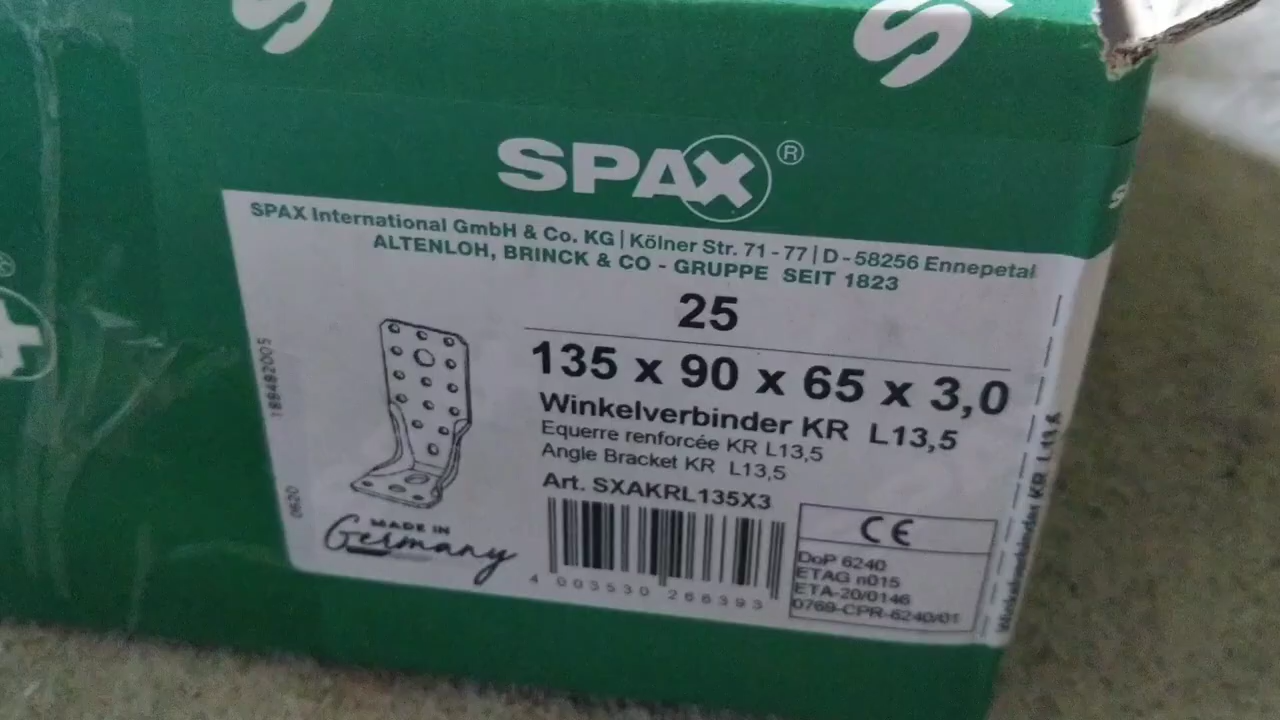 SPAX®
SPAX International GmbH & Co. KG | Kölner Str. 71 - 77 | D - 58256 Ennepetal
ALTENLOH, BRINCK & CO - GRUPPE SEIT 1823
25
135 x 90 x 65 x 3,0
Winkelverbinder KR L13,5
Equerre renforcée KR L13,5
Angle Bracket KR L13,5
Art. SXAKRL135X3
MADE IN
Germany
4 003530 266393
CE
DoP 6240
ETAG n015
ETA-20/0146
0769-CPR-6240/01
0620
Winkelverbinder KR